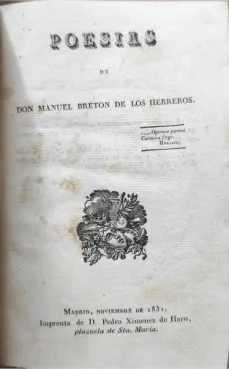 POESIAS
DE
DON MANUEL BRETON DE LOS HERREROS.
Madrid, noviembre de 1831.
Imprenta de D. Pedro Ximenez de Haro,
plazuela de Sta. María.